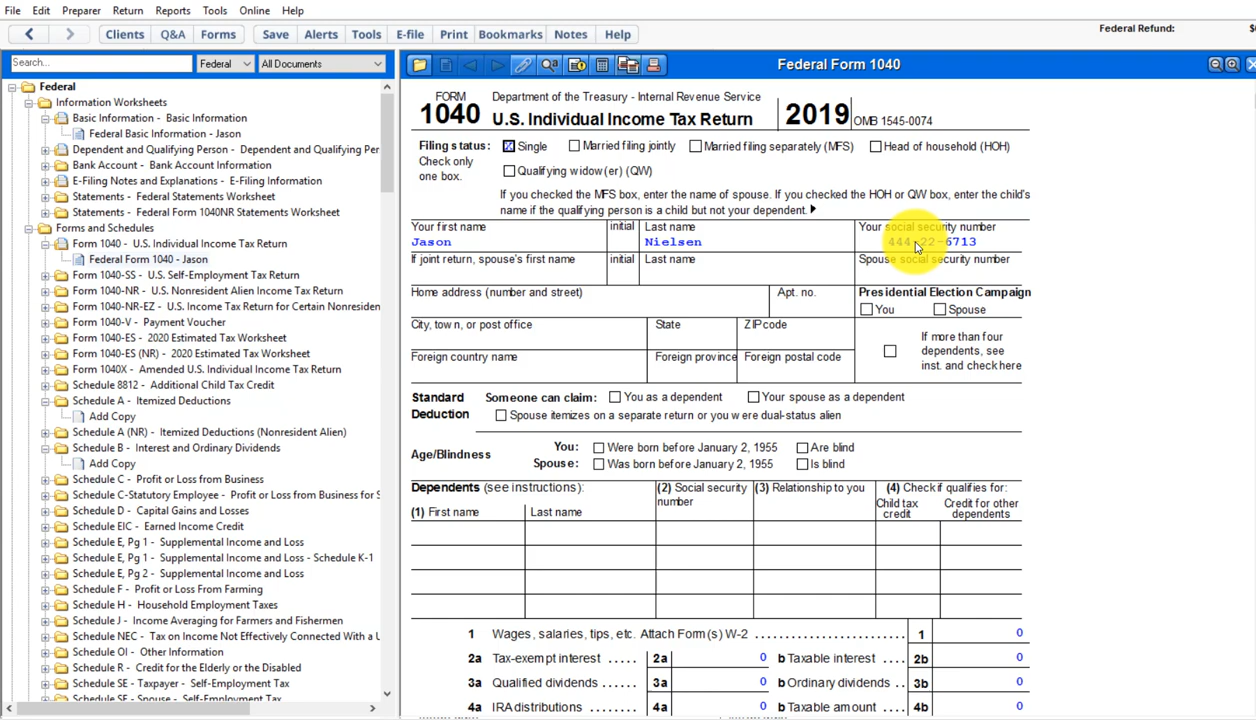 File Edit Preparer Return Reports Tools Online Help
Clients Q&A Forms Save Alerts Tools E-file Print Bookmarks Notes Help
Federal Refund: $
Search... Federal All Documents
Federal
Information Worksheets
Basic Information - Basic Information
Federal Basic Information - Jason
Dependent and Qualifying Person - Dependent and Qualifying Per
Bank Account - Bank Account Information
E-Filing Notes and Explanations - E-Filing Information
Statements - Federal Statements Worksheet
Statements - Federal Form 1040NR Statements Worksheet
Forms and Schedules
Form 1040 - U.S. Individual Income Tax Return
Federal Form 1040 - Jason
Form 1040-SS - U.S. Self-Employment Tax Return
Form 1040-NR - U.S. Nonresident Alien Income Tax Return
Form 1040-NR-EZ - U.S. Income Tax Return for Certain Nonresiden
Form 1040-V - Payment Voucher
Form 1040-ES - 2020 Estimated Tax Worksheet
Form 1040-ES (NR) - 2020 Estimated Tax Worksheet
Form 1040X - Amended U.S. Individual Income Tax Return
Schedule 8812 - Additional Child Tax Credit
Schedule A - Itemized Deductions
Add Copy
Schedule A (NR) - Itemized Deductions (Nonresident Alien)
Schedule B - Interest and Ordinary Dividends
Add Copy
Schedule C - Profit or Loss from Business
Schedule C-Statutory Employee - Profit or Loss from Business for S
Schedule D - Capital Gains and Losses
Schedule EIC - Earned Income Credit
Schedule E, Pg 1 - Supplemental Income and Loss
Schedule E, Pg 1 - Supplemental Income and Loss - Schedule K-1
Schedule E, Pg 2 - Supplemental Income and Loss
Schedule F - Profit or Loss From Farming
Schedule H - Household Employment Taxes
Schedule J - Income Averaging for Farmers and Fishermen
Schedule NEC - Tax on Income Not Effectively Connected With a U
Schedule OI - Other Information
Schedule R - Credit for the Elderly or the Disabled
Schedule SE - Taxpayer - Self-Employment Tax
Schedule SE - Spouse - Self-Employment Tax
Federal Form 1040
FORM Department of the Treasury - Internal Revenue Service
1040 U.S. Individual Income Tax Return 2019 OMB 1545-0074
Filing status: X Single Married filing jointly Married filing separately (MFS) Head of household (HOH)
Check only
one box. Qualifying widow(er) (QW)
If you checked the MFS box, enter the name of spouse. If you checked the HOH or QW box, enter the child's
name if the qualifying person is a child but not your dependent.
Your first name initial Last name Your social security number
Jason Nielsen 444-22-6713
If joint return, spouse's first name initial Last name Spouse social security number
Home address (number and street) Apt. no. Presidential Election Campaign
You Spouse
City, town, or post office State ZIP code
If more than four
dependents, see
inst. and check here
Foreign country name Foreign province Foreign postal code
Standard Someone can claim: You as a dependent Your spouse as a dependent
Deduction Spouse itemizes on a separate return or you were dual-status alien
Age/Blindness You: Were born before January 2, 1955 Are blind
Spouse: Was born before January 2, 1955 Is blind
Dependents (see instructions): (2) Social security number (3) Relationship to you (4) Check if qualifies for:
(1) First name Last name Child tax credit Credit for other dependents
1 Wages, salaries, tips, etc. Attach Form(s) W-2 ........................... 1 0
2a Tax-exempt interest ..... 2a 0 b Taxable interest .... 2b 0
3a Qualified dividends ...... 3a 0 b Ordinary dividends .... 3b 0
4a IRA distributions ........ 4a 0 b Taxable amount .... 4b 0